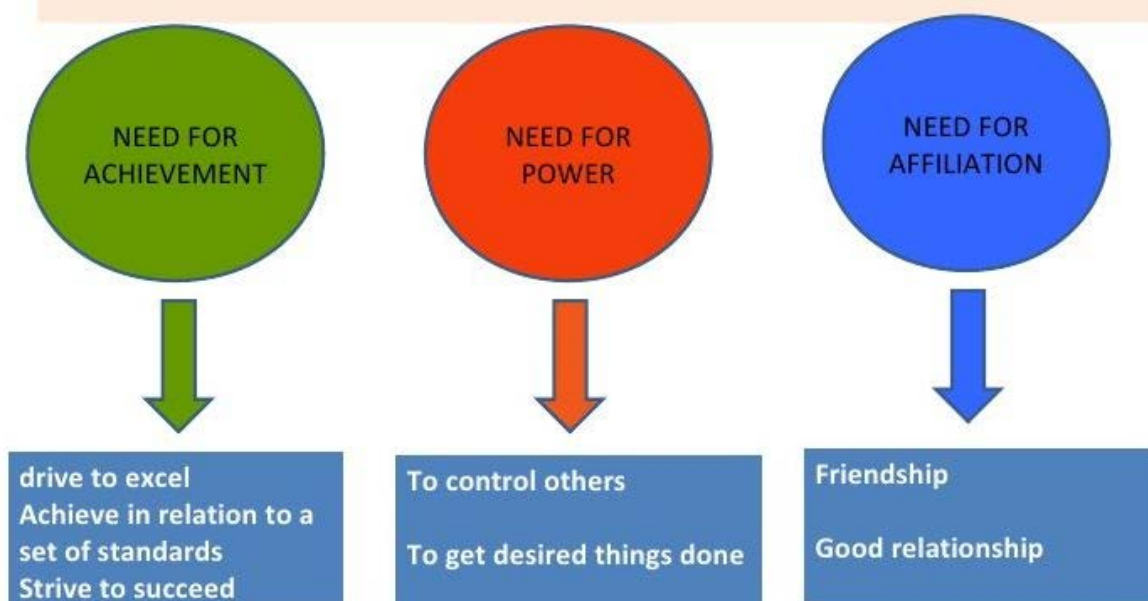 NEED FOR
ACHIEVEMENT
NEED FOR
POWER
NEED FOR
AFFILIATION
drive to excel
Achieve in relation to a
set of standards
Strive to succeed
To control others
To get desired things done
Friendship
Good relationship